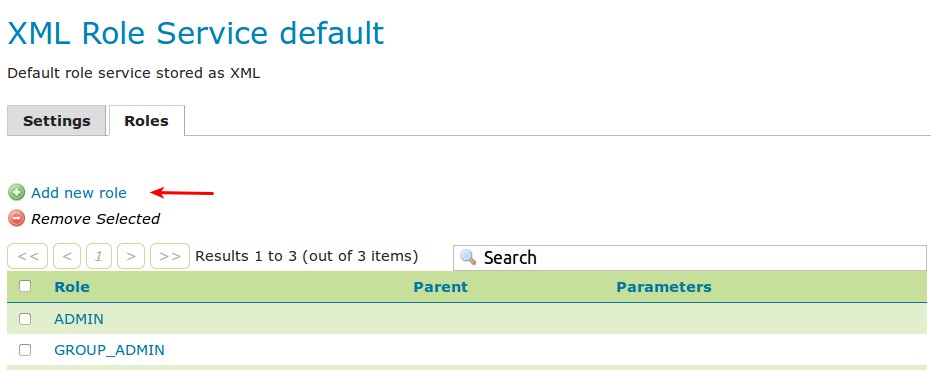 XML Role Service default
Default role service stored as XML
Settings Roles
Add new role
Remove Selected
<< < 1 > >> Results 1 to 3 (out of 3 items) Search
Role Parent Parameters
ADMIN
GROUP_ADMIN